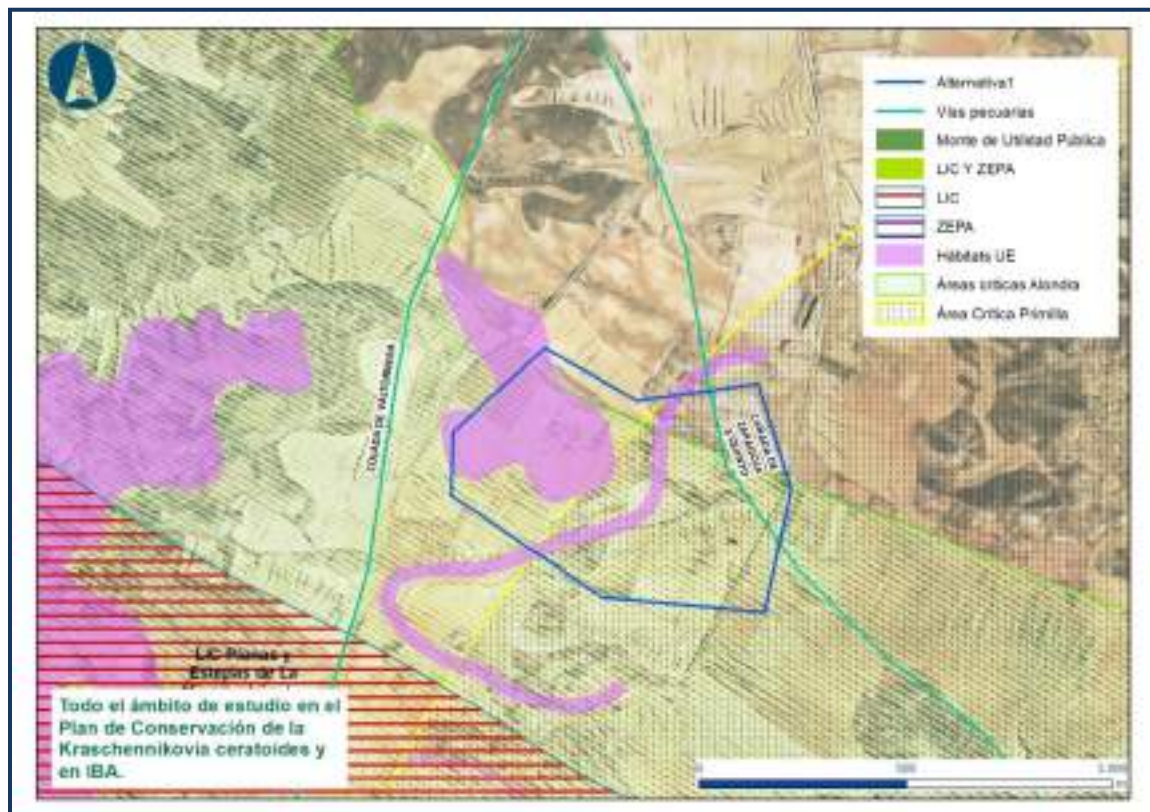 Alternativa1
Vías pecuarias
Monte de Utilidad Pública
LIC Y ZEPA
LIC
ZEPA
Hábitats UE
Áreas críticas Alondra
Área Crítica Primilla
COLADA DE
CAÑADA DE
ZARAGOZA
LIC Planas y
Estepas de La
Todo el ámbito de estudio en el
Plan de Conservación de la
Kraschennikovia ceratoides y
en IBA.
0
500
1.000
m